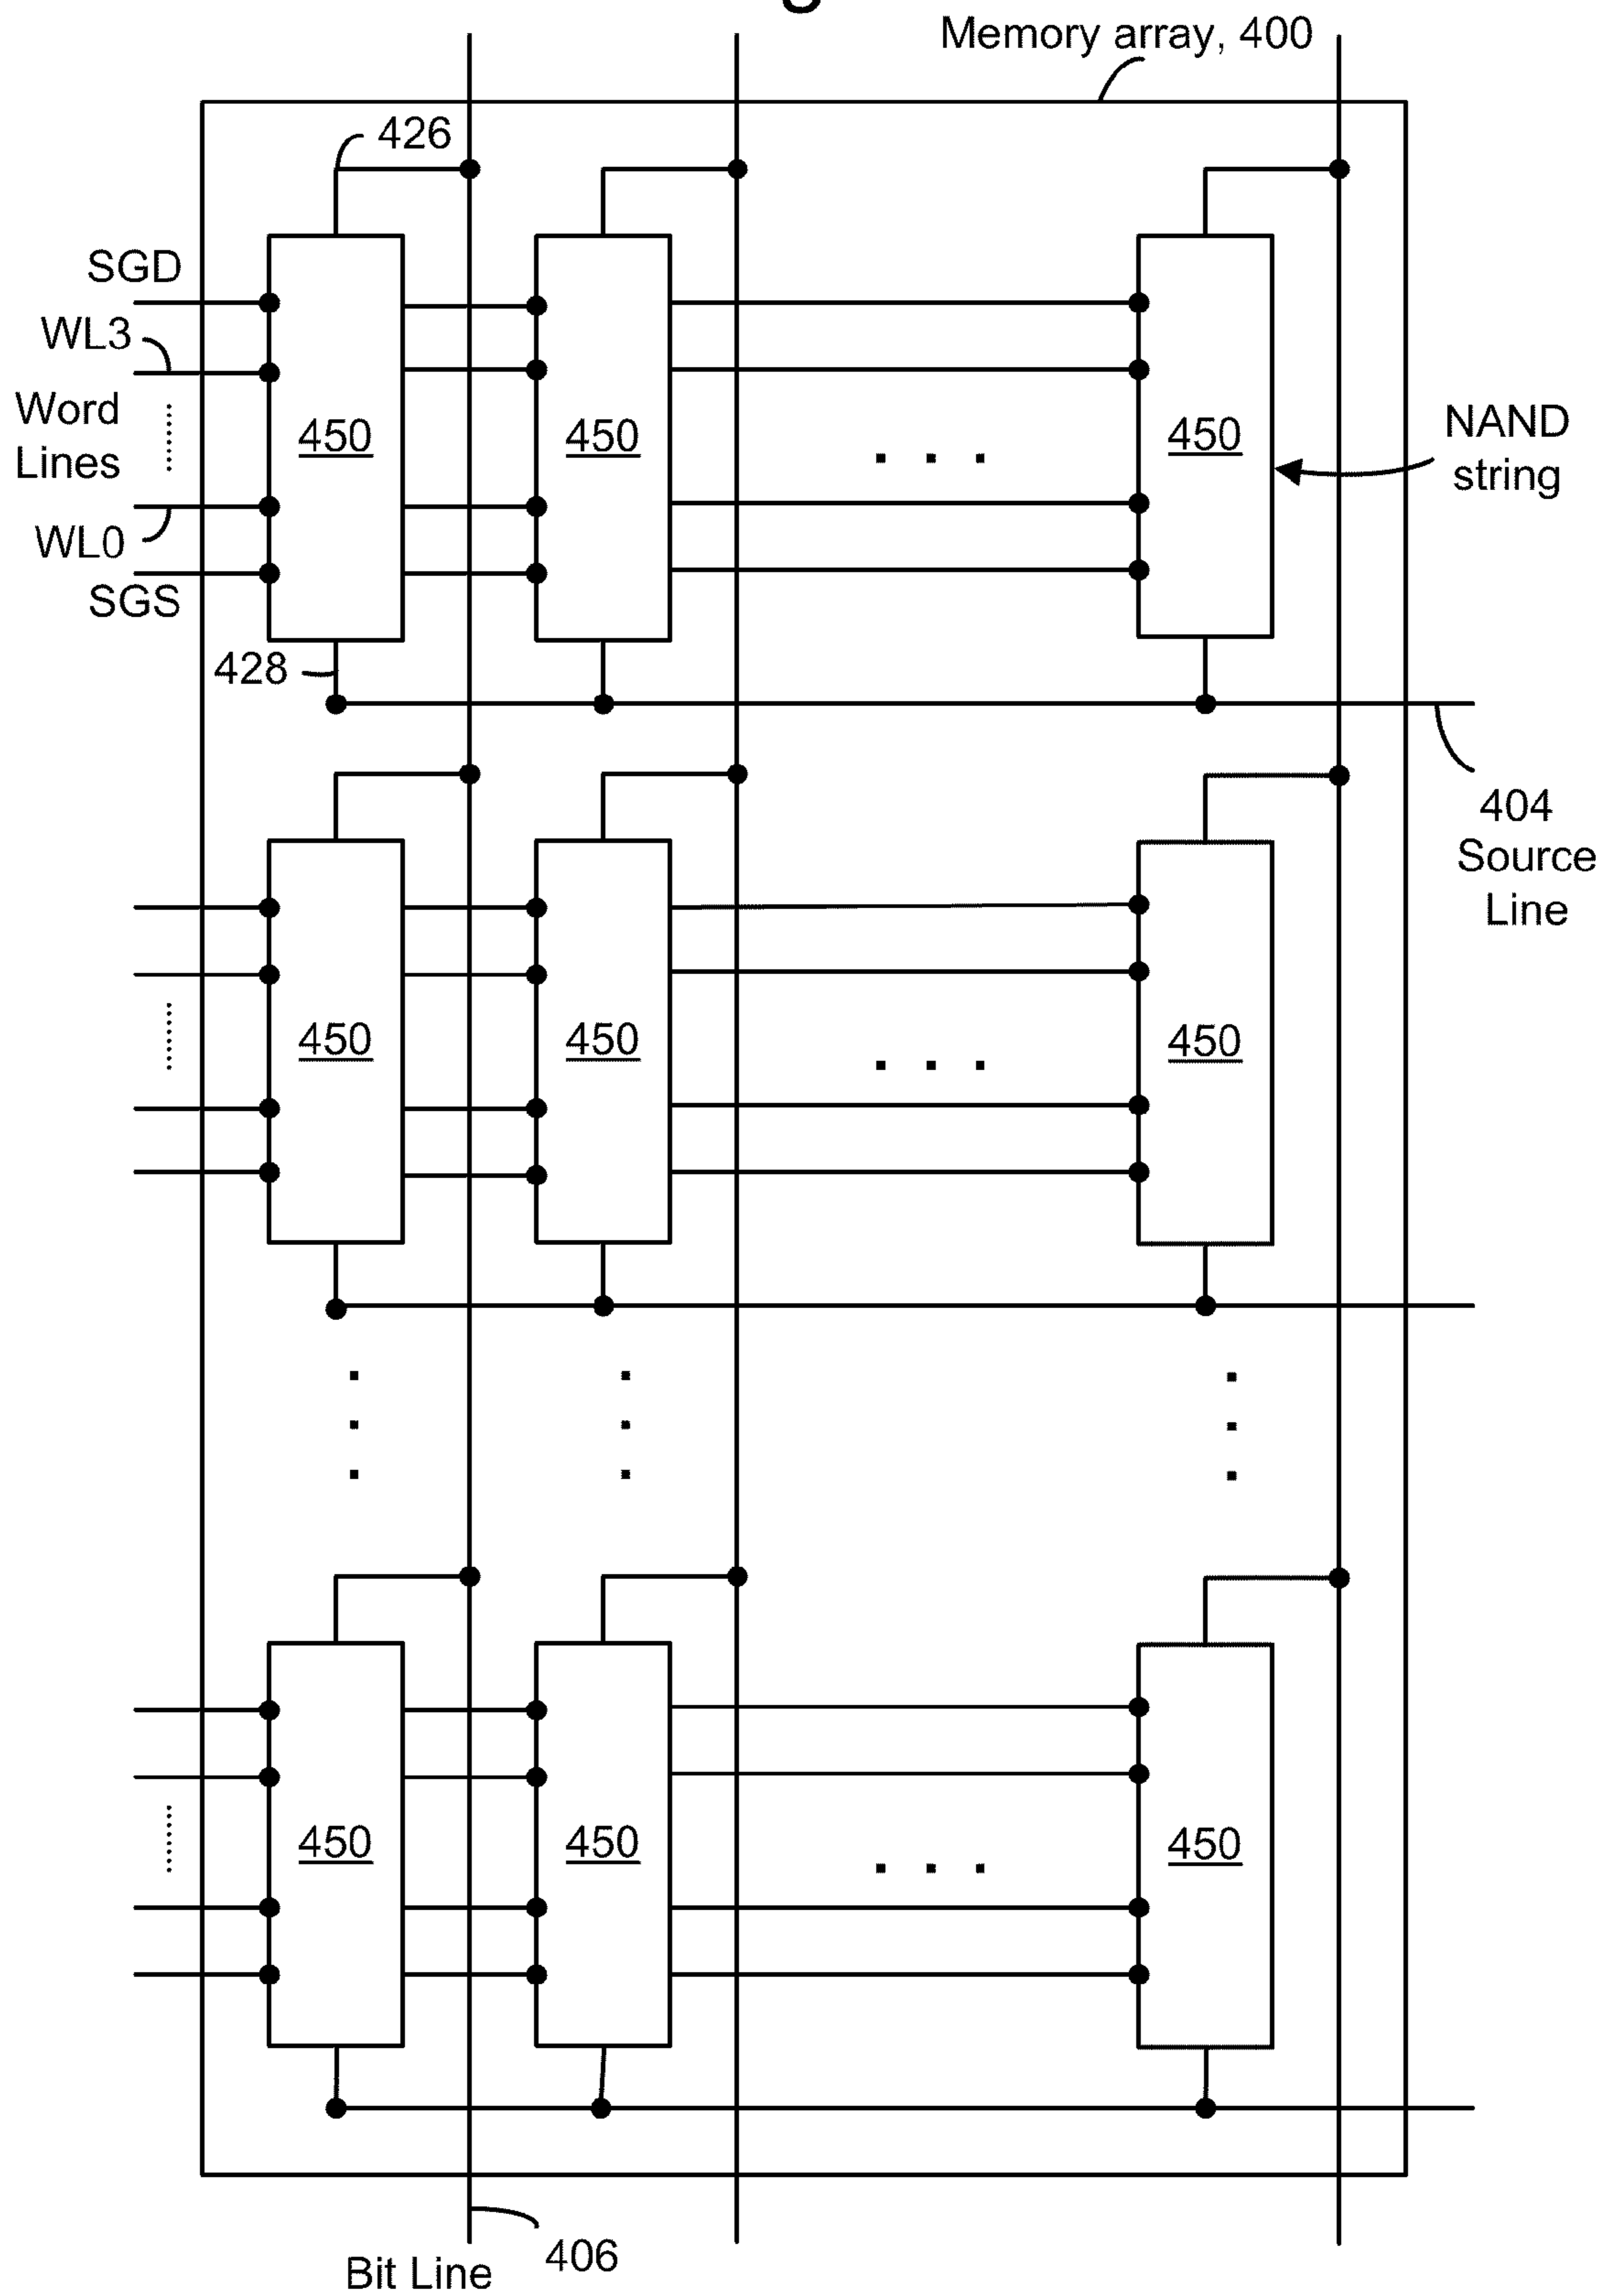 Memory array, 400
426
SGD
WL3
Word
Lines
WL0
SGS
450
450
450
NAND
string
428
404
Source
Line
450
450
450
450
450
450
406
Bit Line